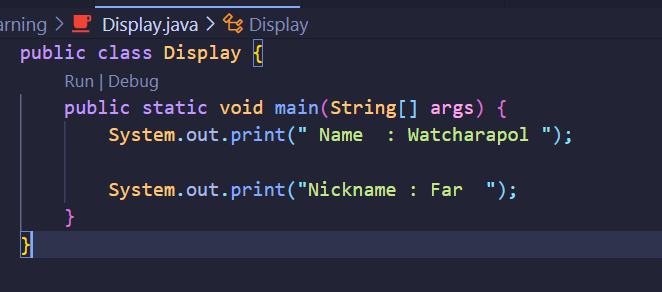 arning > Display.java > Display
public class Display {
Run | Debug
public static void main(String[] args) {
System.out.print(" Name  : Watcharapol ");
System.out.print("Nickname : Far  ");
}
}